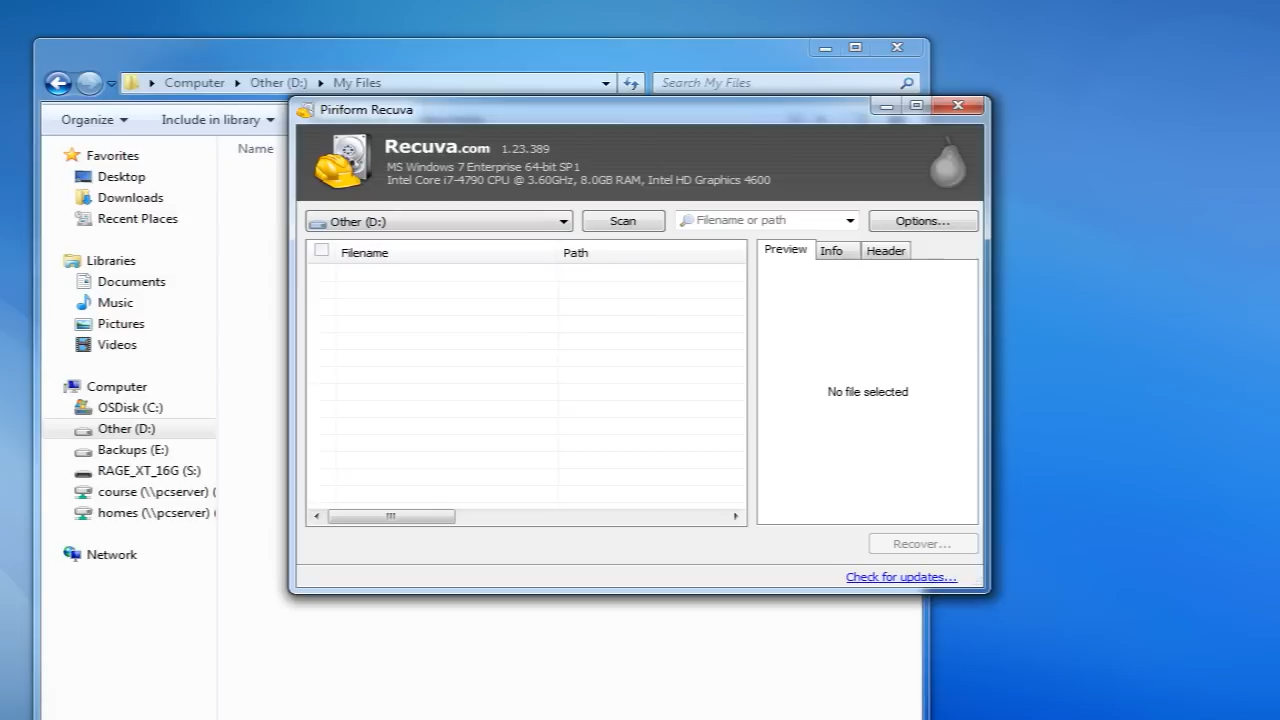 Computer Other (D:) My Files Search My Files
Organize Include in library
Name
Favorites
Desktop
Downloads
Recent Places
Libraries
Documents
Music
Pictures
Videos
Computer
OSDisk (C:)
Other (D:)
Backups (E:)
RAGE_XT_16G (S:)
course (\\pcserver) (
homes (\\pcserver) (
Network
Piriform Recuva
Recuva.com 1.23.389
MS Windows 7 Enterprise 64-bit SP1
Intel Core i7-4790 CPU @ 3.60GHz, 8.0GB RAM, Intel HD Graphics 4600
Other (D:) Scan Filename or path Options...
Filename Path Preview Info Header
No file selected
Recover...
Check for updates...